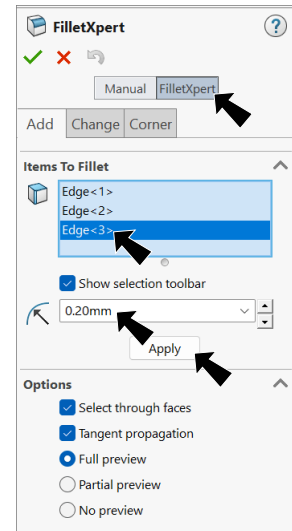 FilletXpert ?
Manual FilletXpert
Add Change Corner
Items To Fillet
Edge<1>
Edge<2>
Edge<3>
Show selection toolbar
0.20mm
Apply
Options
Select through faces
Tangent propagation
Full preview
Partial preview
No preview